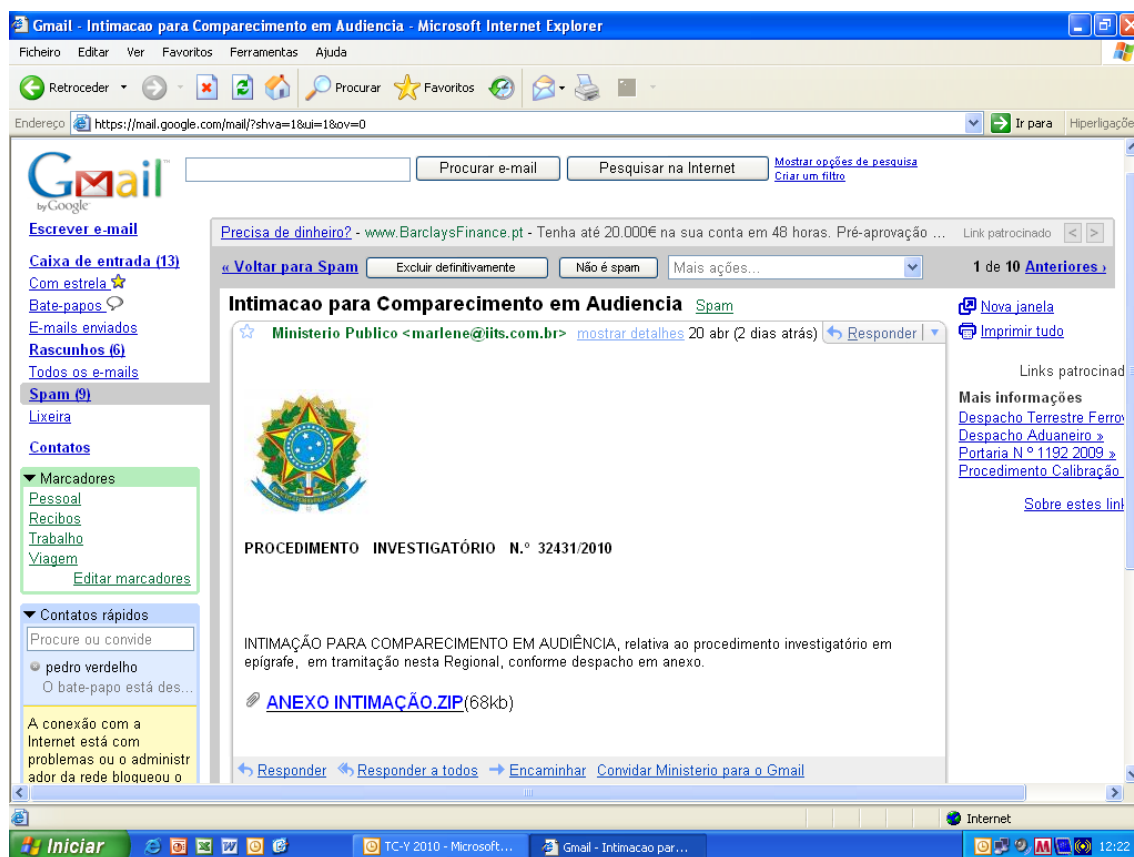 Gmail - Intimacao para Comparecimento em Audiencia - Microsoft Internet Explorer
Ficheiro Editar Ver Favoritos Ferramentas Ajuda
Retroceder Procurar Favoritos
Endereço https://mail.google.com/mail/?shva=1&ui=1&ov=0 Ir para Hiperligaçõe
Gmail
by Google
Procurar e-mail Pesquisar na Internet Mostrar opções de pesquisa
Criar um filtro
Escrever e-mail
Caixa de entrada (13)
Com estrela
Bate-papos
E-mails enviados
Rascunhos (6)
Todos os e-mails
Spam (9)
Lixeira
Contatos
Marcadores
Pessoal
Recibos
Trabalho
Viagem
Editar marcadores
Contatos rápidos
Procure ou convide
pedro verdelho
O bate-papo está des...
A conexão com a
Internet está com
problemas ou o administr
ador da rede bloqueou o
Precisa de dinheiro? - www.BarclaysFinance.pt - Tenha até 20.000€ na sua conta em 48 horas. Pré-aprovação ... Link patrocinado < >
« Voltar para Spam Excluir definitivamente Não é spam Mais ações... 1 de 10 Anteriores ›
Intimacao para Comparecimento em Audiencia Spam
Ministerio Publico <marlene@iits.com.br> mostrar detalhes 20 abr (2 dias atrás) Responder
PROCEDIMENTO INVESTIGATÓRIO N.º 32431/2010
INTIMAÇÃO PARA COMPARECIMENTO EM AUDIÊNCIA, relativa ao procedimento investigatório em
epígrafe, em tramitação nesta Regional, conforme despacho em anexo.
ANEXO INTIMAÇÃO.ZIP(68kb)
Responder Responder a todos Encaminhar Convidar Ministerio para o Gmail
Nova janela
Imprimir tudo
Links patrocinad
Mais informações
Despacho Terrestre Ferrov
Despacho Aduaneiro »
Portaria N º 1192 2009 »
Procedimento Calibração
Sobre estes link
Internet
Iniciar TC-Y 2010 - Microsoft... Gmail - Intimacao par... 12:22